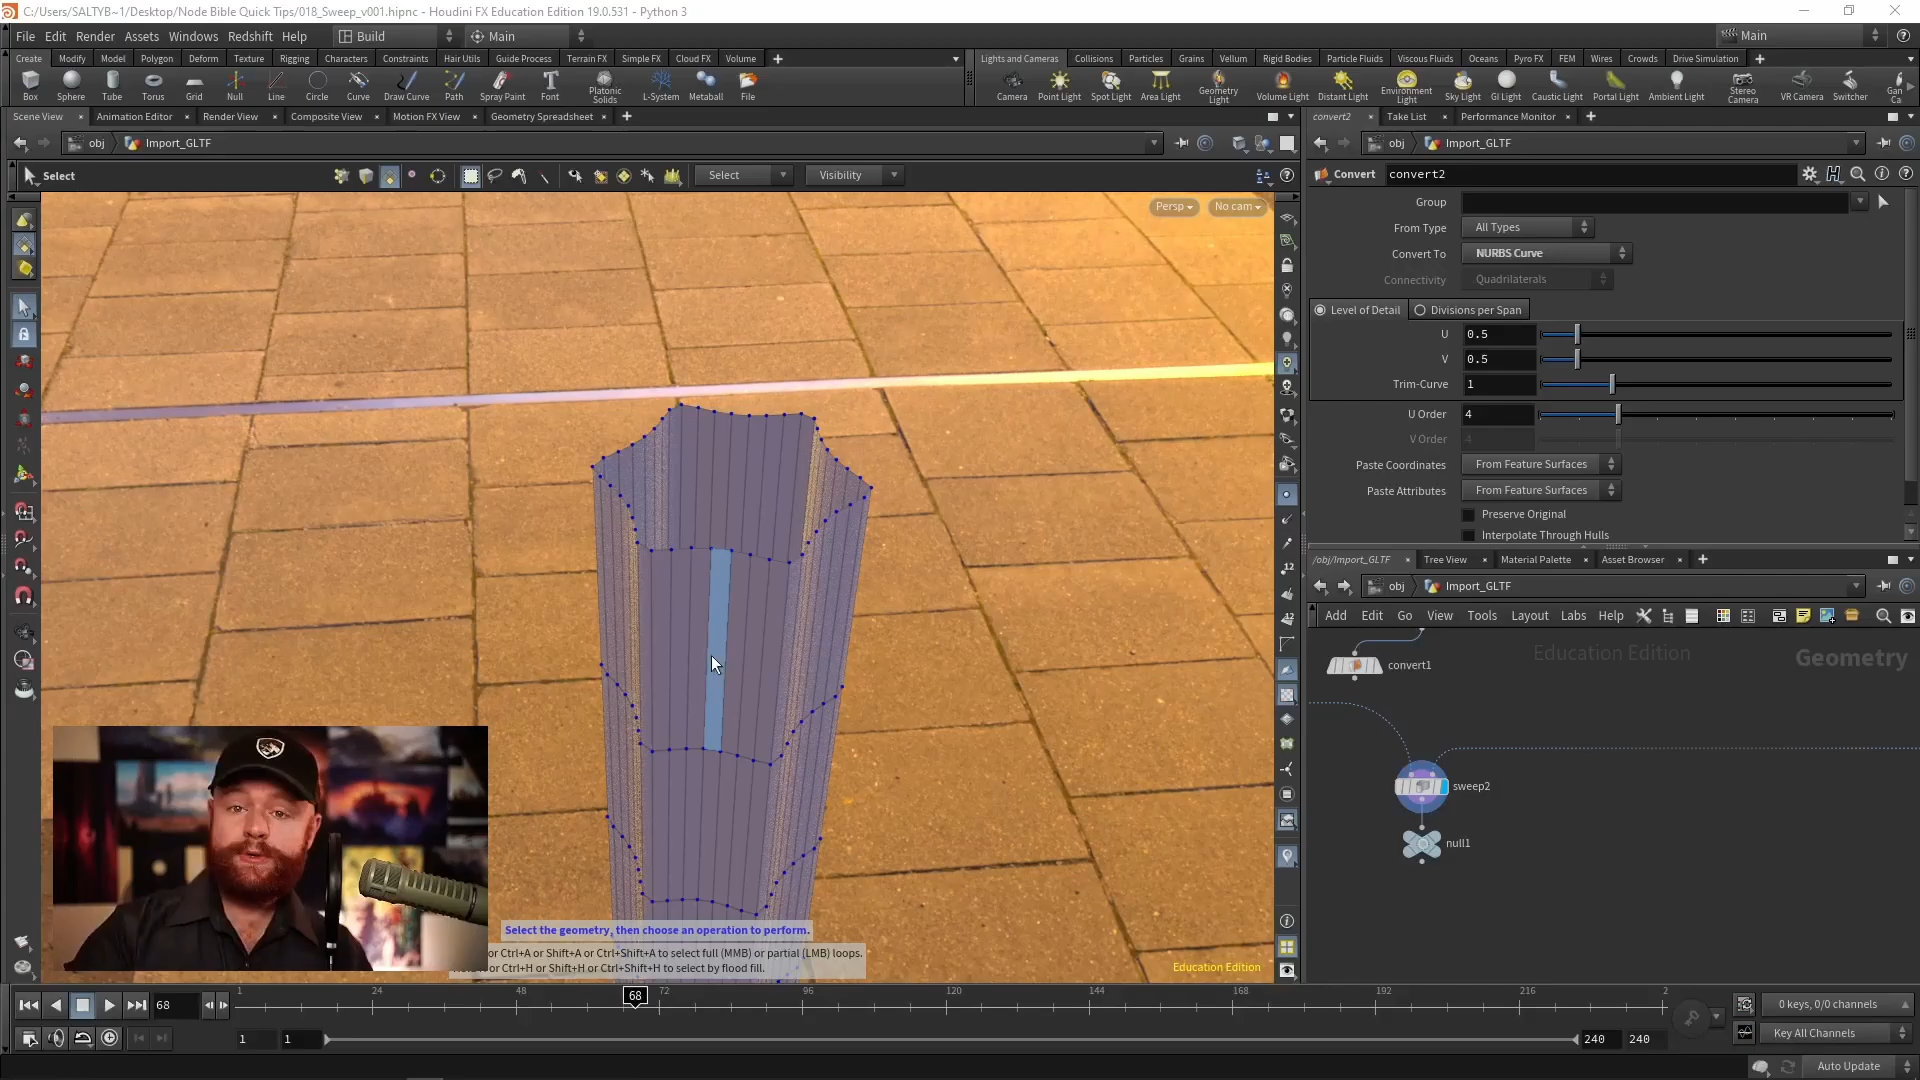 C:/Users/SALTYB~1/Desktop/Node Bible Quick Tips/018_Sweep_v001.hipnc - Houdini FX Education Edition 19.0.531 - Python 3
File Edit Render Assets Windows Redshift Help Build Main Main
Create Modify Model Polygon Deform Texture Rigging Characters Constraints Hair Utils Guide Process Terrain FX Simple FX Cloud FX Volume
Lights and Cameras Collisions Particles Grains Vellum Rigid Bodies Particle Fluids Viscous Fluids Oceans Pyro FX FEM Wires Crowds Drive Simulation
Box Sphere Tube Torus Grid Null Line Circle Curve Draw Curve Path Spray Paint Font Platonic Solids L-System Metaball File
Camera Point Light Spot Light Area Light Geometry Light Volume Light Distant Light Environment Light Sky Light GI Light Caustic Light Portal Light Ambient Light Stereo Camera VR Camera Switcher
Scene View Animation Editor Render View Composite View Motion FX View Geometry Spreadsheet
convert2 Take List Performance Monitor
obj Import_GLTF
obj Import_GLTF
Select Select Visibility
Convert convert2
Persp No cam
Group
From Type All Types
Convert To NURBS Curve
Connectivity Quadrilaterals
Level of Detail Divisions per Span
U 0.5
V 0.5
Trim-Curve 1
U Order 4
V Order 4
Paste Coordinates From Feature Surfaces
Paste Attributes From Feature Surfaces
Preserve Original
Interpolate Through Hulls
/obj/Import_GLTF Tree View Material Palette Asset Browser
obj Import_GLTF
Add Edit Go View Tools Layout Labs Help
Education Edition Geometry
convert1
sweep2
null1
Select the geometry, then choose an operation to perform.
or Ctrl+A or Shift+A or Ctrl+Shift+A to select full (MMB) or partial (LMB) loops.
or Ctrl+H or Shift+H or Ctrl+Shift+H to select by flood fill.
Education Edition
68 1 24 48 68 72 96 120 144 168 192 216 2
0 keys, 0/0 channels
1 1 240 240
Key All Channels
Auto Update